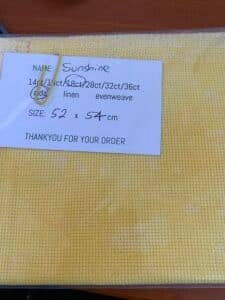 NAME: Sunshine
14ct/16ct/18ct/28ct/32ct/36ct
aida linen evenweave
SIZE: 52 x 54 cm
THANKYOU FOR YOUR ORDER